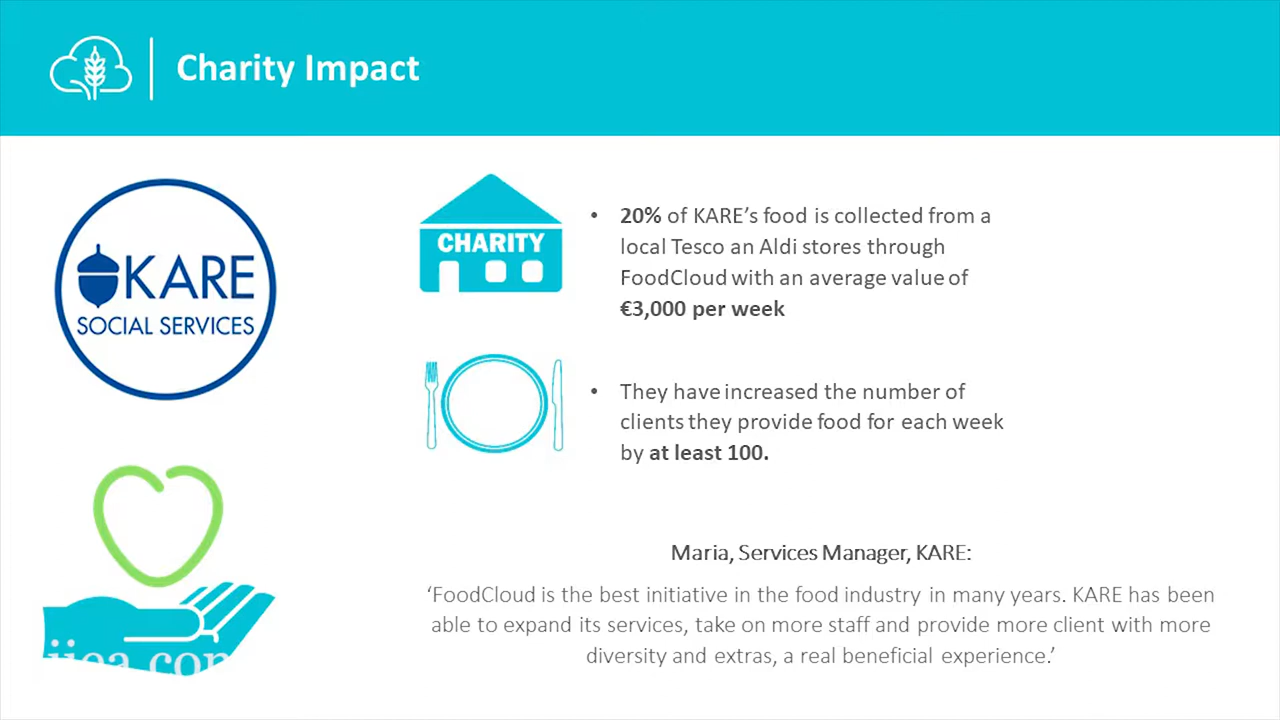 Charity Impact
KARE
SOCIAL SERVICES
CHARITY
• 20% of KARE’s food is collected from a
local Tesco an Aldi stores through
FoodCloud with an average value of
€3,000 per week
• They have increased the number of
clients they provide food for each week
by at least 100.
Maria, Services Manager, KARE:
‘FoodCloud is the best initiative in the food industry in many years. KARE has been
able to expand its services, take on more staff and provide more client with more
diversity and extras, a real beneficial experience.’